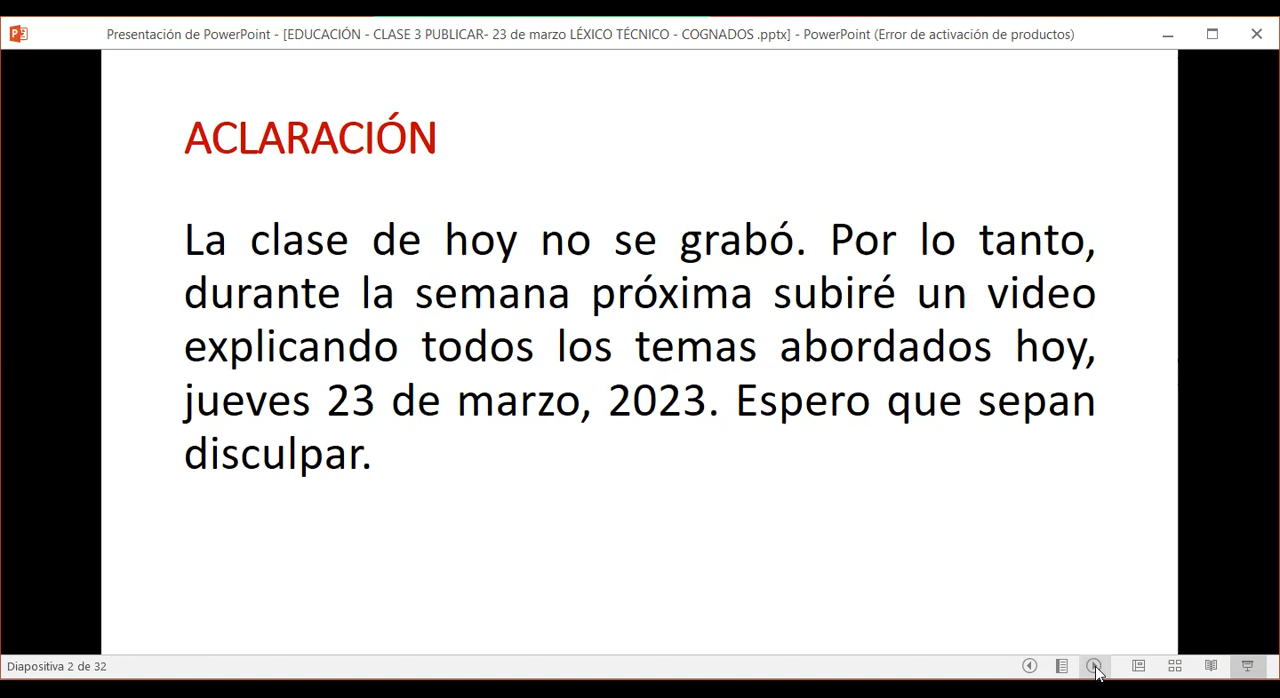 Presentación de PowerPoint - [EDUCACIÓN - CLASE 3 PUBLICAR- 23 de marzo LÉXICO TÉCNICO - COGNADOS .pptx] - PowerPoint (Error de activación de productos)
ACLARACIÓN
La clase de hoy no se grabó. Por lo tanto,
durante la semana próxima subiré un video
explicando todos los temas abordados hoy,
jueves 23 de marzo, 2023. Espero que sepan
disculpar.
Diapositiva 2 de 32